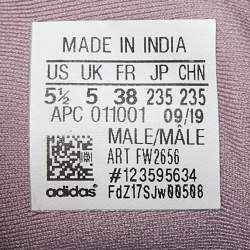 MADE IN INDIA
US UK FR JP CHN
5½ 5 38 235 235
APC 011001 09/19
MALE/MÂLE
ART FW2656
#123595634
adidas FdZ17SJw00508